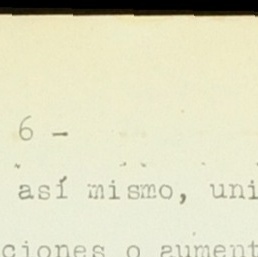 6 -
así mismo, uni
ciones o aument